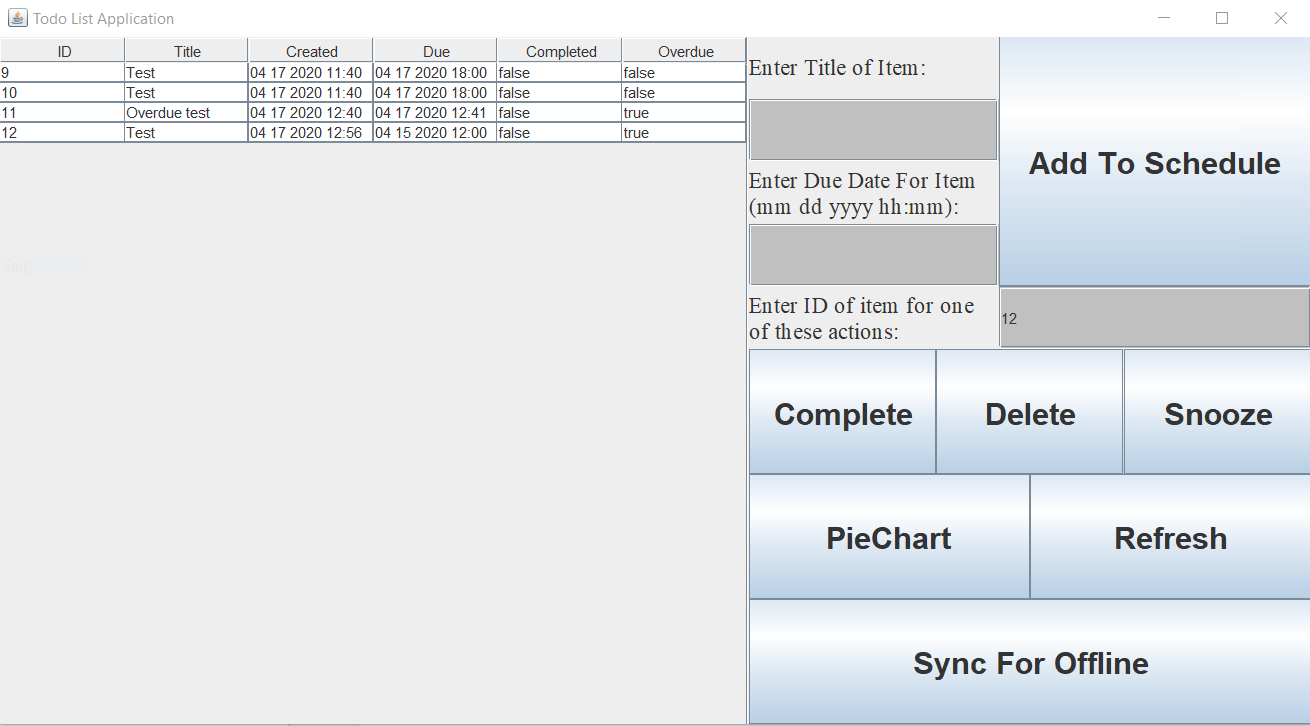 Todo List Application
ID Title Created Due Completed Overdue
9 Test 04 17 2020 11:40 04 17 2020 18:00 false false
10 Test 04 17 2020 11:40 04 17 2020 18:00 false false
11 Overdue test 04 17 2020 12:40 04 17 2020 12:41 false true
12 Test 04 17 2020 12:56 04 15 2020 12:00 false true
Snip
Enter Title of Item:
Add To Schedule
Enter Due Date For Item
(mm dd yyyy hh:mm):
Enter ID of item for one
of these actions:
12
Complete Delete Snooze
PieChart Refresh
Sync For Offline